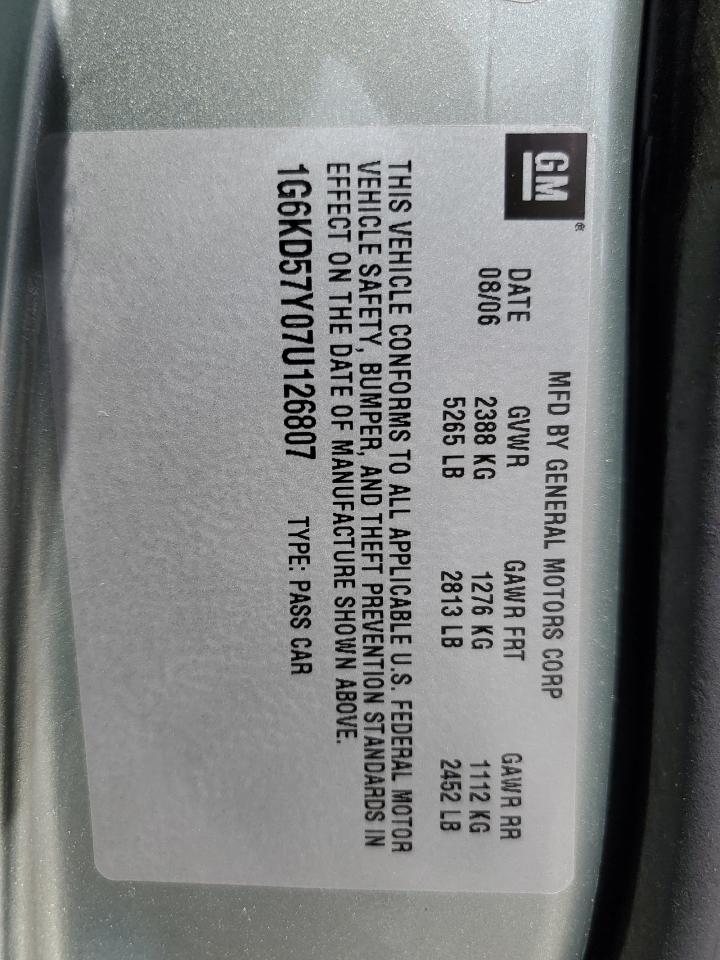 GM®
MFD BY GENERAL MOTORS CORP
DATE GVWR GAWR FRT GAWR RR
08/06 2388 KG 1276 KG 1112 KG
5265 LB 2813 LB 2452 LB
THIS VEHICLE CONFORMS TO ALL APPLICABLE U.S. FEDERAL MOTOR
VEHICLE SAFETY, BUMPER, AND THEFT PREVENTION STANDARDS IN
EFFECT ON THE DATE OF MANUFACTURE SHOWN ABOVE.
1G6KD57Y07U126807 TYPE: PASS CAR